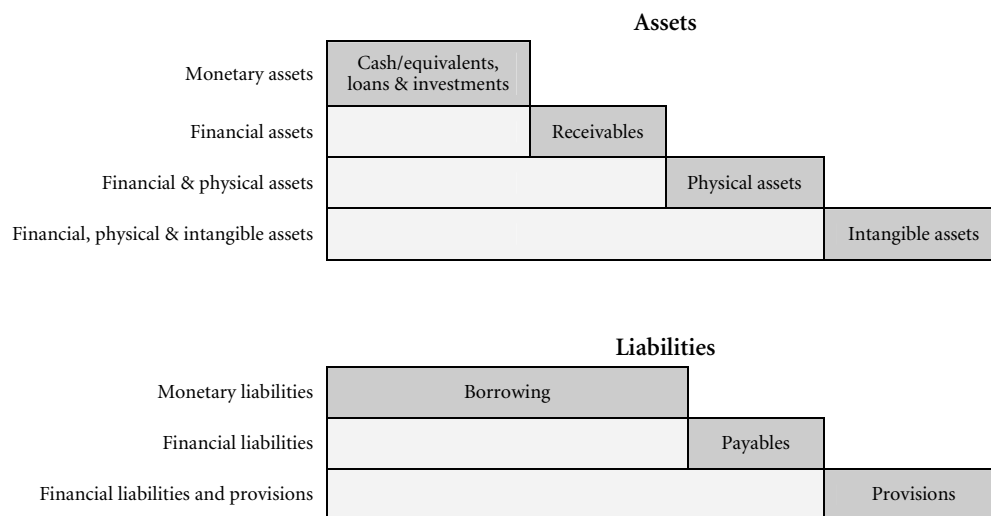 Assets
Monetary assets
Cash/equivalents,
loans & investments
Financial assets
Receivables
Financial & physical assets
Physical assets
Financial, physical & intangible assets
Intangible assets
Liabilities
Monetary liabilities
Borrowing
Financial liabilities
Payables
Financial liabilities and provisions
Provisions